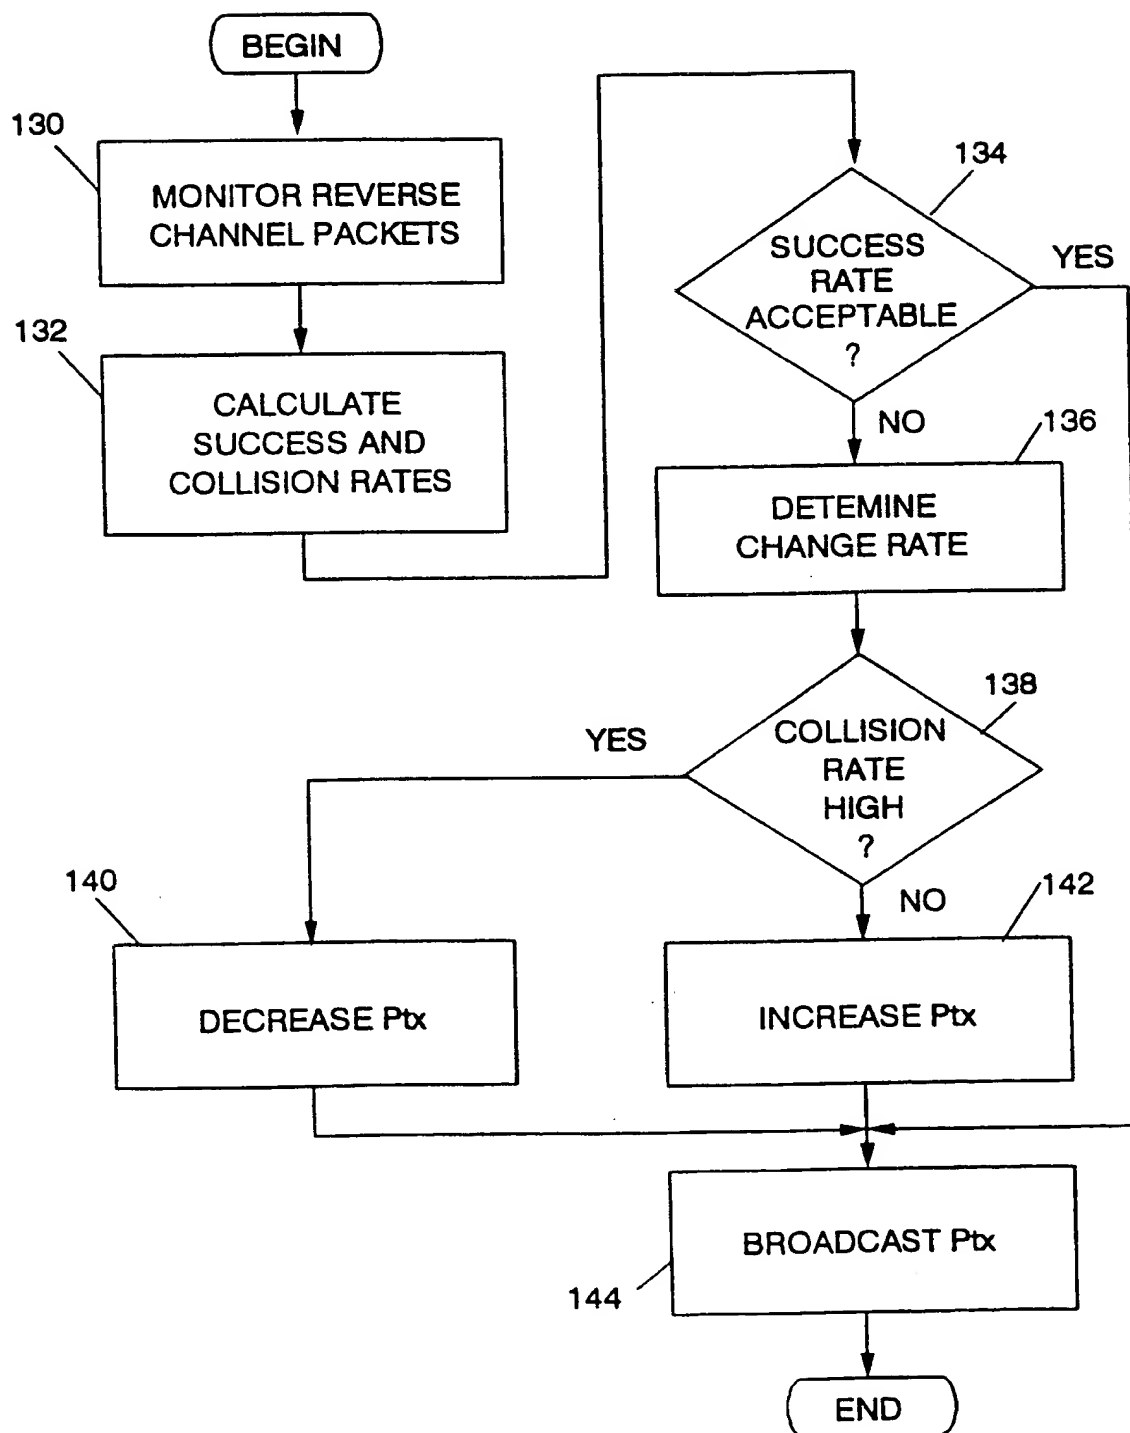 BEGIN
130
MONITOR REVERSE
CHANNEL PACKETS
132
CALCULATE
SUCCESS AND
COLLISION RATES
134
SUCCESS
RATE
ACCEPTABLE
?
YES
NO
136
DETEMINE
CHANGE RATE
138
COLLISION
RATE
HIGH
?
YES
NO
140
DECREASE Ptx
142
INCREASE Ptx
BROADCAST Ptx
144
END